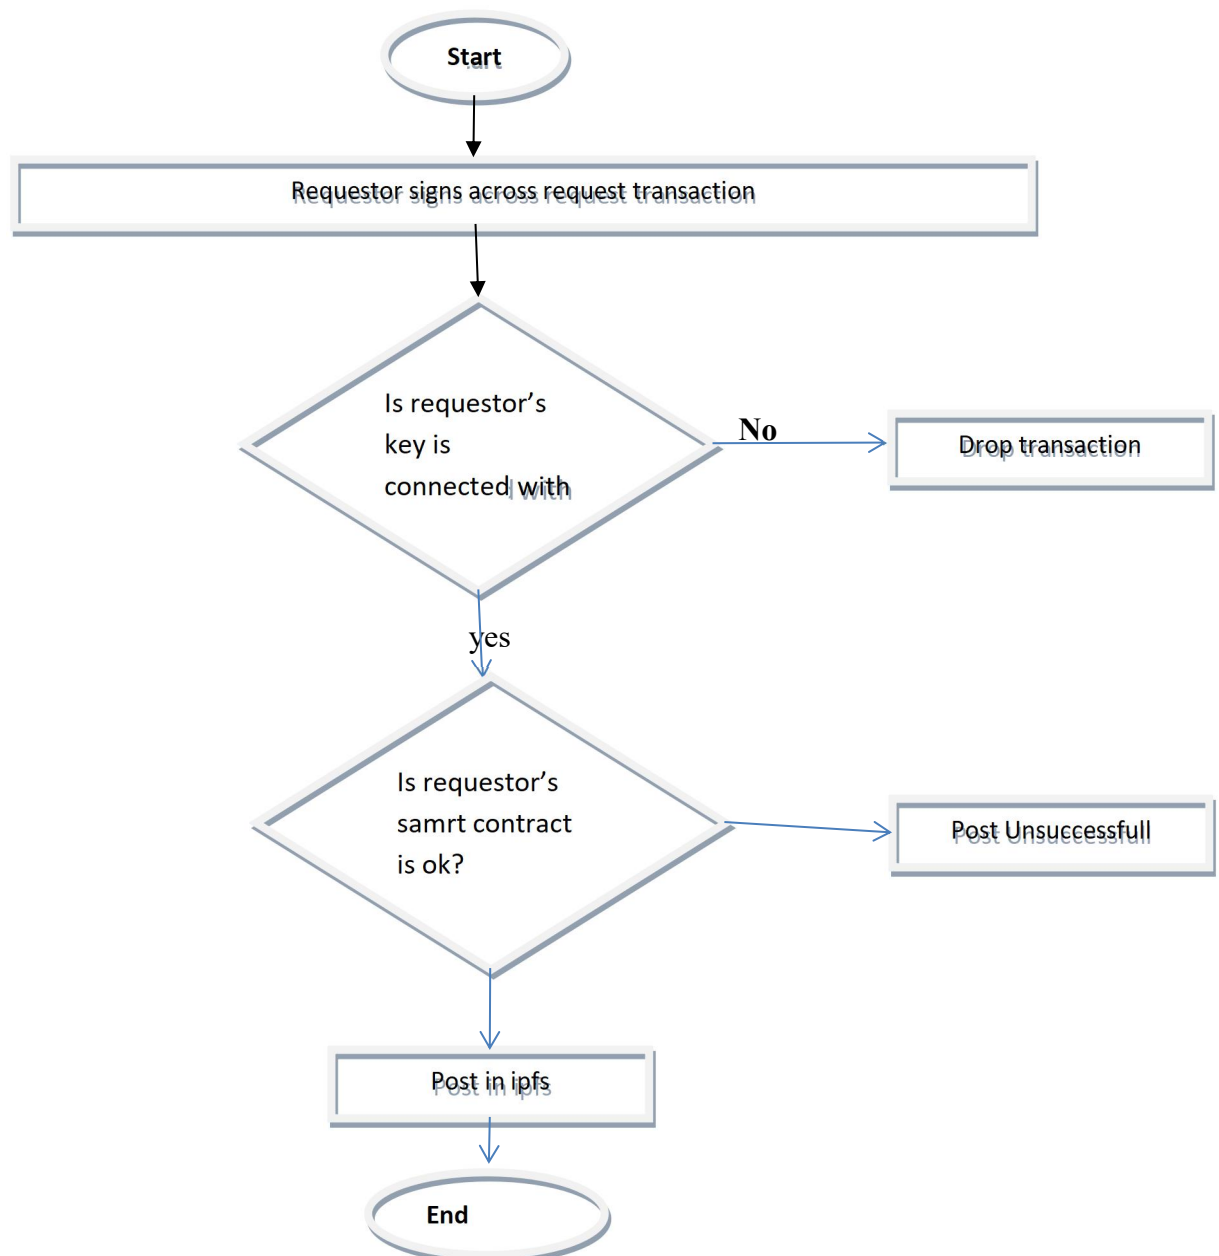 Start
Requestor signs across request transaction
Is requestor’s
key is
connected with
No
Drop transaction
yes
Is requestor’s
samrt contract
is ok?
Post Unsuccessfull
Post in ipfs
End